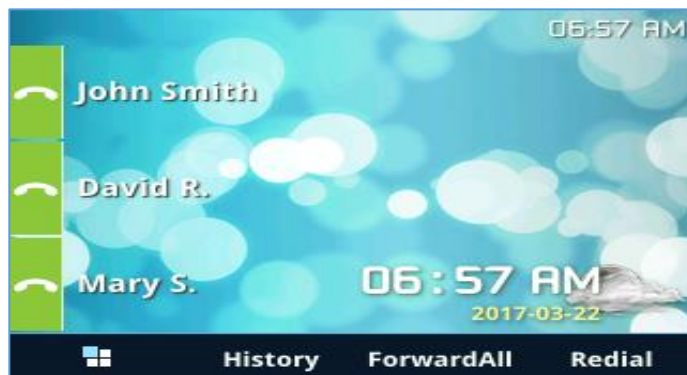 06:57 AM
John Smith
David R.
Mary S.
06:57 AM
2017-03-22
History ForwardAll Redial